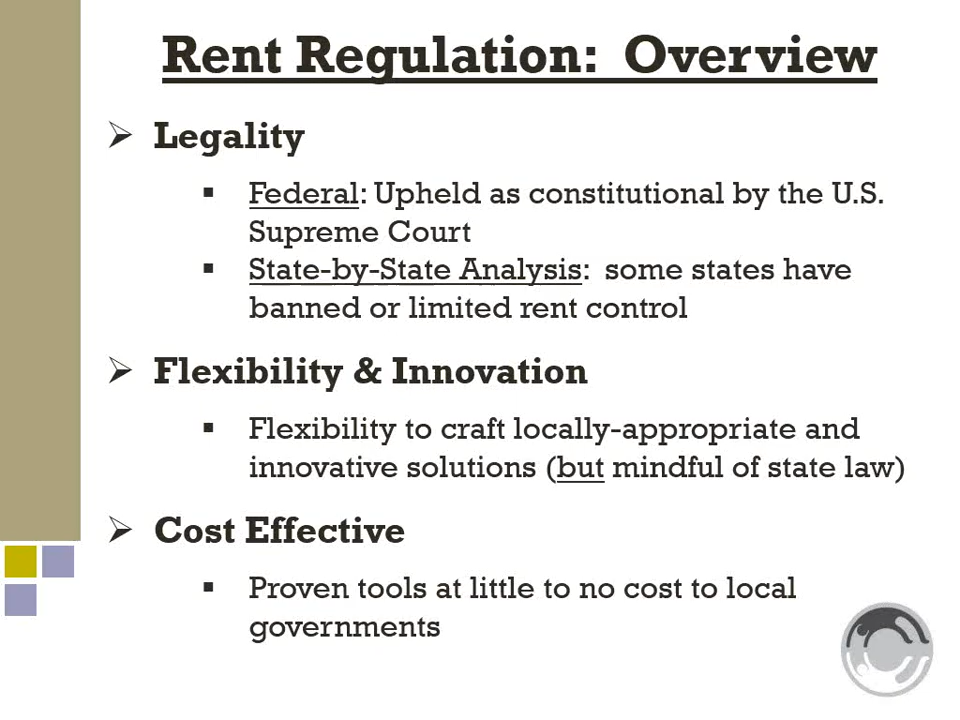 Rent Regulation: Overview
➢ Legality
▪ Federal: Upheld as constitutional by the U.S.
Supreme Court
▪ State-by-State Analysis: some states have
banned or limited rent control
➢ Flexibility & Innovation
▪ Flexibility to craft locally-appropriate and
innovative solutions (but mindful of state law)
➢ Cost Effective
▪ Proven tools at little to no cost to local
governments